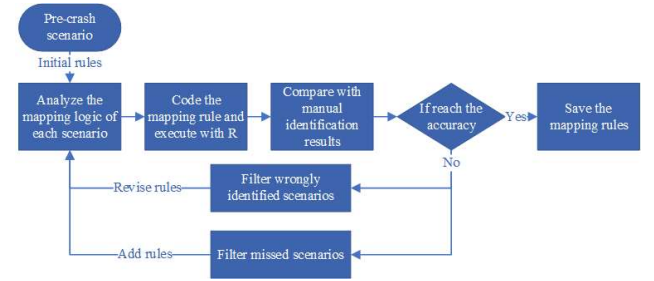 Pre-crash
scenario
Initial rules
Analyze the
mapping logic of
each scenario
Code the
mapping rule and
execute with R
Compare with
manual
identification
results
If reach the
accuracy
Yes
Save the
mapping rules
No
Revise rules
Filter wrongly
identified scenarios
Add rules
Filter missed scenarios